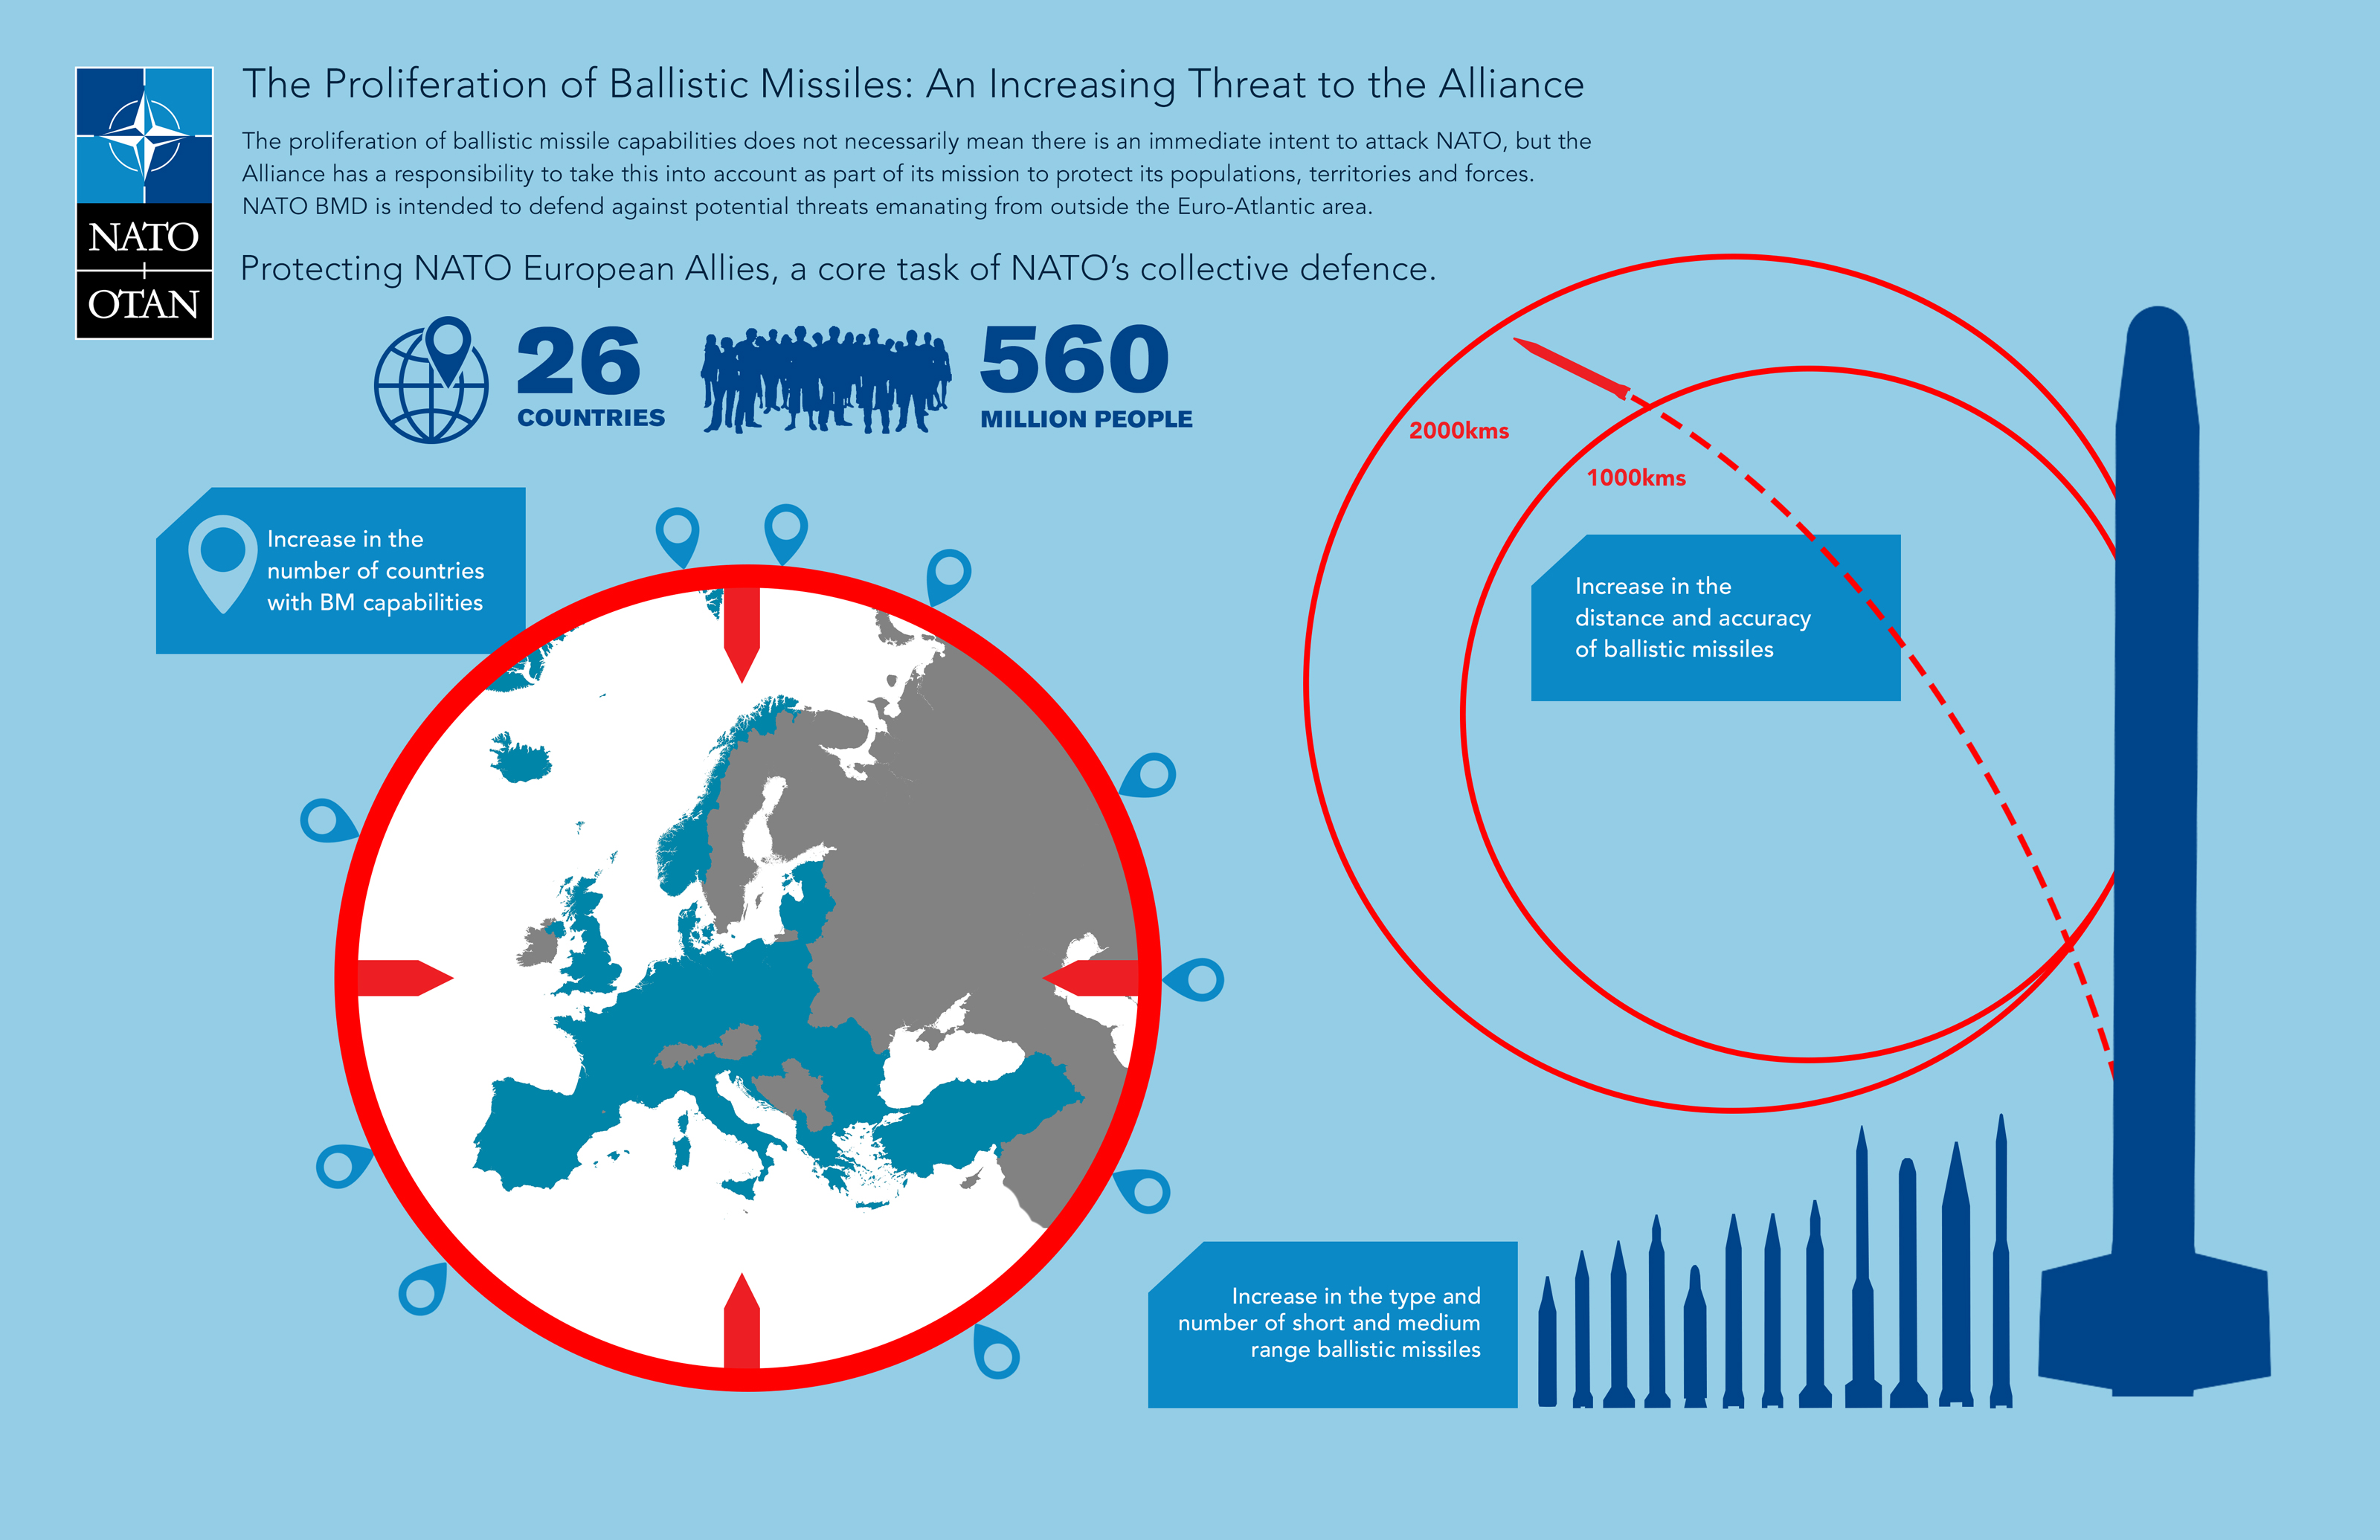 NATO
OTAN
The Proliferation of Ballistic Missiles: An Increasing Threat to the Alliance
The proliferation of ballistic missile capabilities does not necessarily mean there is an immediate intent to attack NATO, but the
Alliance has a responsibility to take this into account as part of its mission to protect its populations, territories and forces.
NATO BMD is intended to defend against potential threats emanating from outside the Euro-Atlantic area.
Protecting NATO European Allies, a core task of NATO’s collective defence.
26
COUNTRIES
560
MILLION PEOPLE
Increase in the
number of countries
with BM capabilities
2000kms
1000kms
Increase in the
distance and accuracy
of ballistic missiles
Increase in the type and
number of short and medium
range ballistic missiles